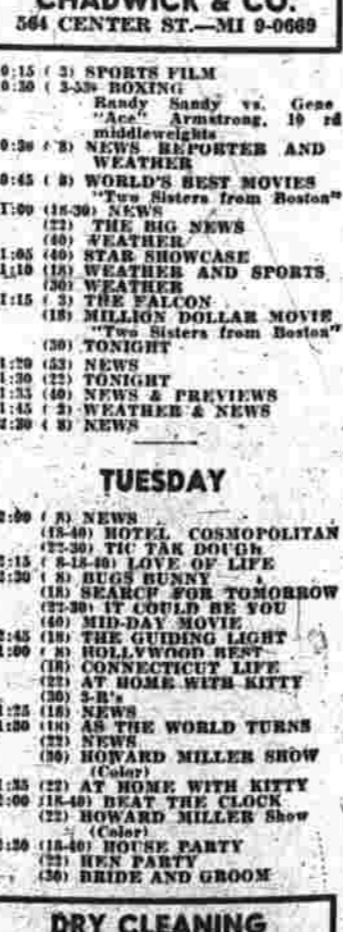 CHADWICK & CO.
564 CENTER ST.—MI 9-0669
0:15 ( 3) SPORTS FILM
0:30 ( 3-53) BOXING
Randy Sandy vs. Gene
"Ace" Armstrong, 10 rd
middleweights
0:30 ( 8) NEWS REPORTER AND
WEATHER
0:45 ( 8) WORLD'S BEST MOVIES
"Two Sisters from Boston"
1:00 (18-30) NEWS
(22) THE BIG NEWS
(40) WEATHER
1:05 (40) STAR SHOWCASE
1:10 (18) WEATHER AND SPORTS
(30) WEATHER
1:15 ( 3) THE FALCON
(18) MILLION DOLLAR MOVIE
"Two Sisters from Boston"
(30) TONIGHT
1:20 (53) NEWS
1:30 (22) TONIGHT
1:35 (40) NEWS & PREVIEWS
1:45 ( 3) WEATHER & NEWS
2:30 ( 8) NEWS
TUESDAY
2:00 ( 8) NEWS
(18-40) HOTEL COSMOPOLITAN
(22-30) TIC TAK DOUGH
2:15 ( 8-18-40) LOVE OF LIFE
2:30 ( 8) BUGS BUNNY
(18) SEARCH FOR TOMORROW
(22-30) IT COULD BE YOU
(40) MID-DAY MOVIE
2:45 (18) THE GUIDING LIGHT
1:00 ( 8) HOLLYWOOD BEST
(18) CONNECTICUT LIFE
(22) AT HOME WITH KITTY
(30) 3-R's
1:25 (18) NEWS
1:30 (18) AS THE WORLD TURNS
(22) NEWS
(30) HOWARD MILLER SHOW
(Color)
1:35 (22) AT HOME WITH KITTY
2:00 (18-40) BEAT THE CLOCK
(22) HOWARD MILLER Show
(Color)
2:30 (18-40) HOUSE PARTY
(22) HEN PARTY
(30) BRIDE AND GROOM
DRY CLEANING